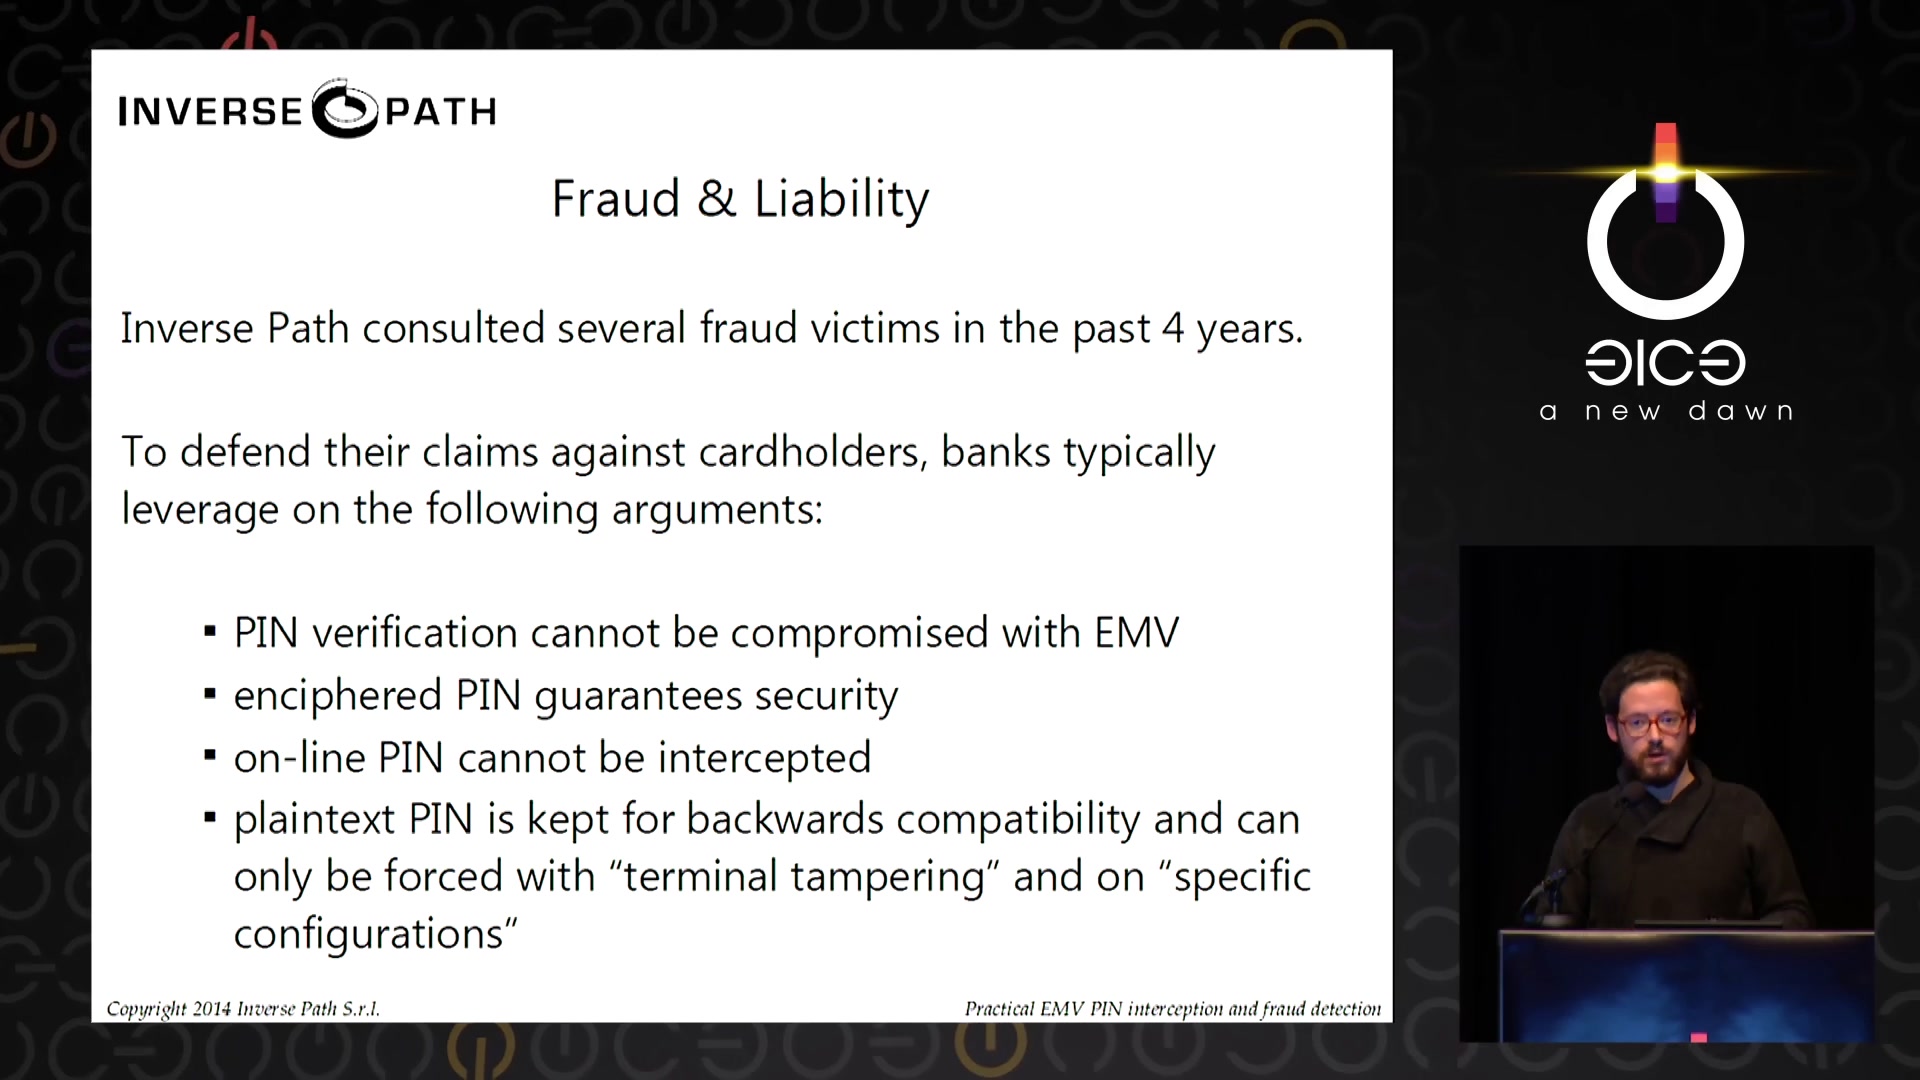 INVERSE PATH
Fraud & Liability
Inverse Path consulted several fraud victims in the past 4 years.
To defend their claims against cardholders, banks typically
leverage on the following arguments:
▪ PIN verification cannot be compromised with EMV
▪ enciphered PIN guarantees security
▪ on-line PIN cannot be intercepted
▪ plaintext PIN is kept for backwards compatibility and can
only be forced with “terminal tampering” and on “specific
configurations”
Copyright 2014 Inverse Path S.r.l.
Practical EMV PIN interception and fraud detection
a new dawn